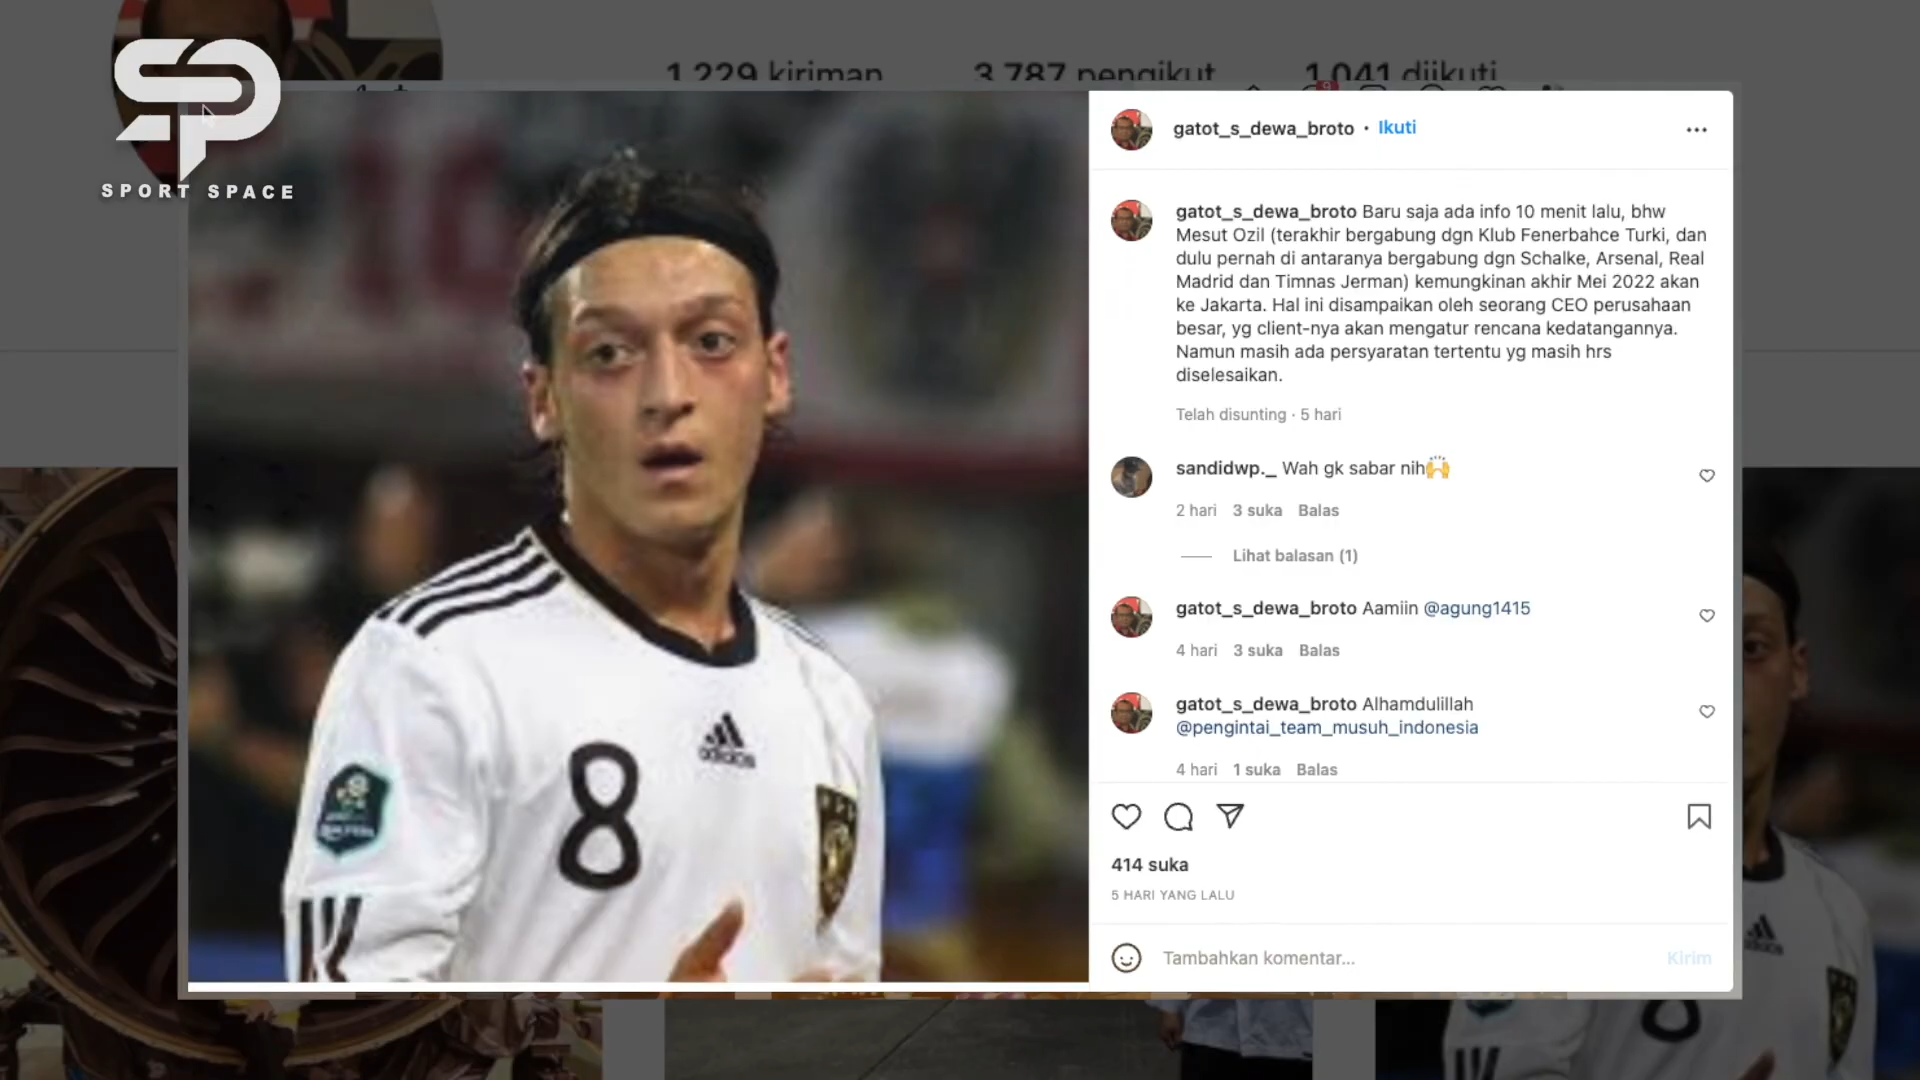 SPORT SPACE
1.229 kiriman
3.787 pengikut
1.041 diikuti
gatot_s_dewa_broto • Ikuti
gatot_s_dewa_broto Baru saja ada info 10 menit lalu, bhw
Mesut Ozil (terakhir bergabung dgn Klub Fenerbahce Turki, dan
dulu pernah di antaranya bergabung dgn Schalke, Arsenal, Real
Madrid dan Timnas Jerman) kemungkinan akhir Mei 2022 akan
ke Jakarta. Hal ini disampaikan oleh seorang CEO perusahaan
besar, yg client-nya akan mengatur rencana kedatangannya.
Namun masih ada persyaratan tertentu yg masih hrs
diselesaikan.
Telah disunting · 5 hari
sandidwp._ Wah gk sabar nih🙌
2 hari 3 suka Balas
Lihat balasan (1)
gatot_s_dewa_broto Aamiin @agung1415
4 hari 3 suka Balas
gatot_s_dewa_broto Alhamdulillah
@pengintai_team_musuh_indonesia
4 hari 1 suka Balas
414 suka
5 HARI YANG LALU
Tambahkan komentar...
Kirim
adidas
8
adidas
8